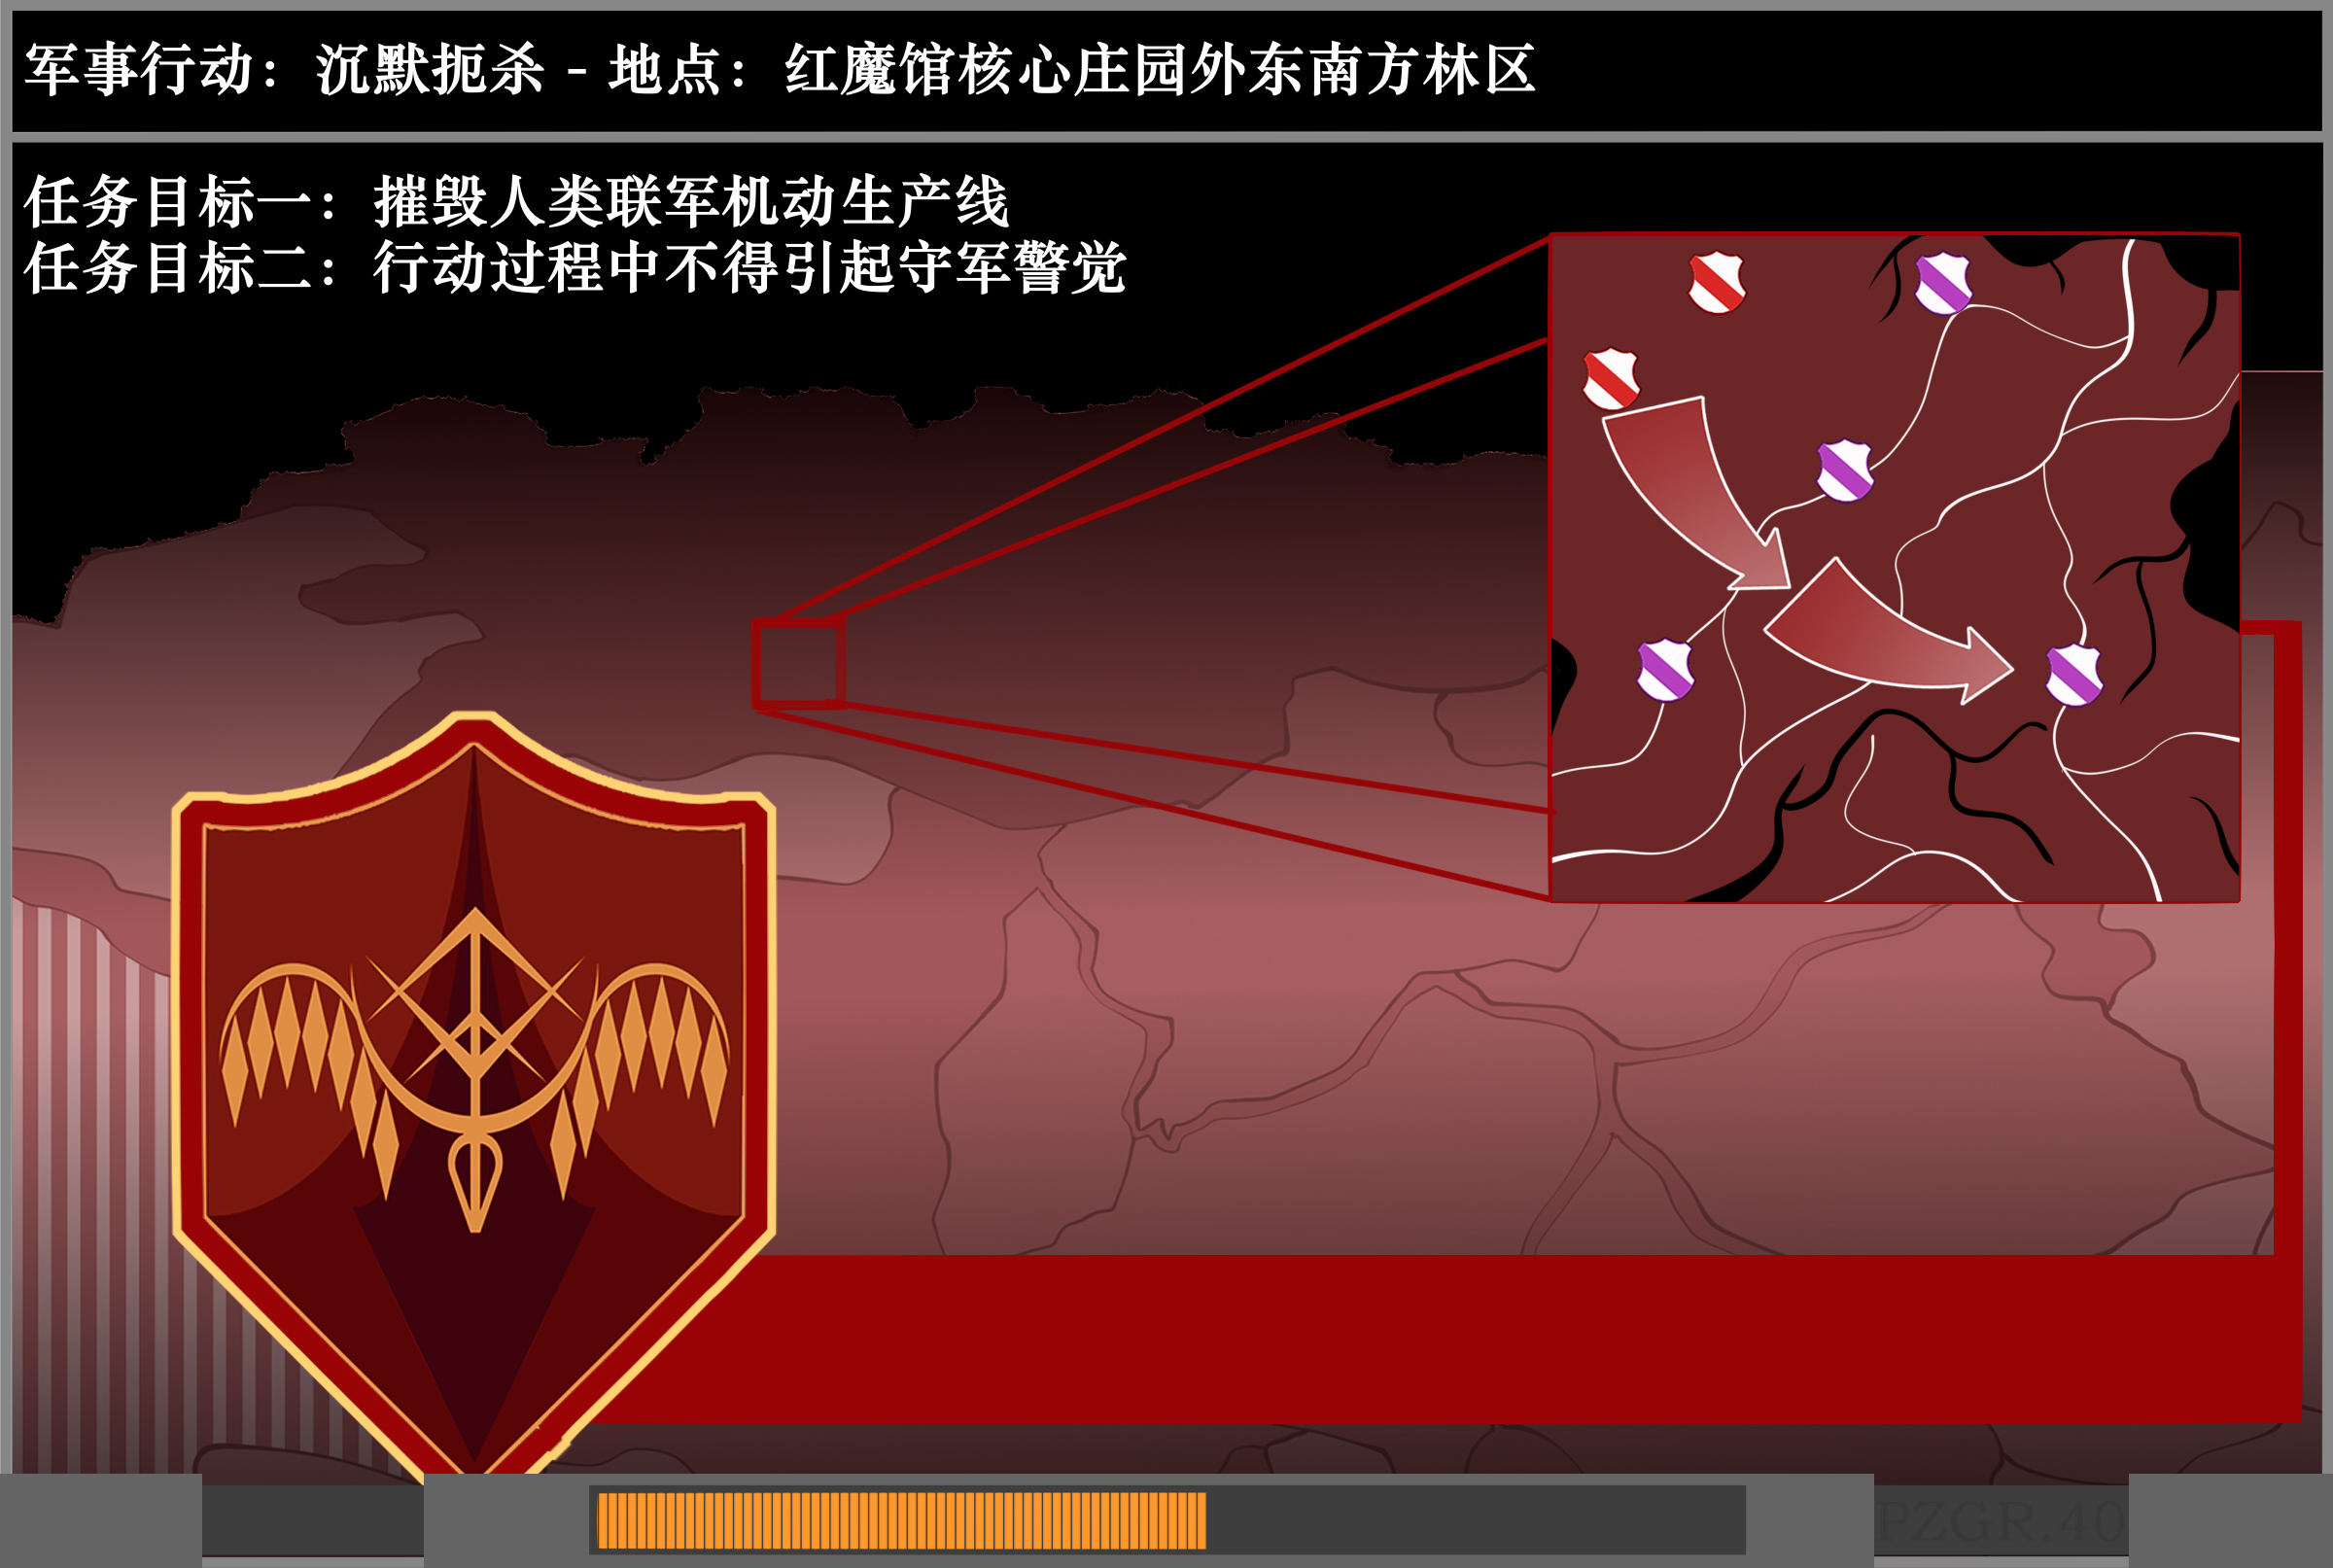 军事行动：沉默排杀 - 地块：红魔馆核心庄园外东南方林区
任务目标一：摧毁人类联军机动生产线
任务目标二：行动过程中不得引起守军警觉
PZGR.40